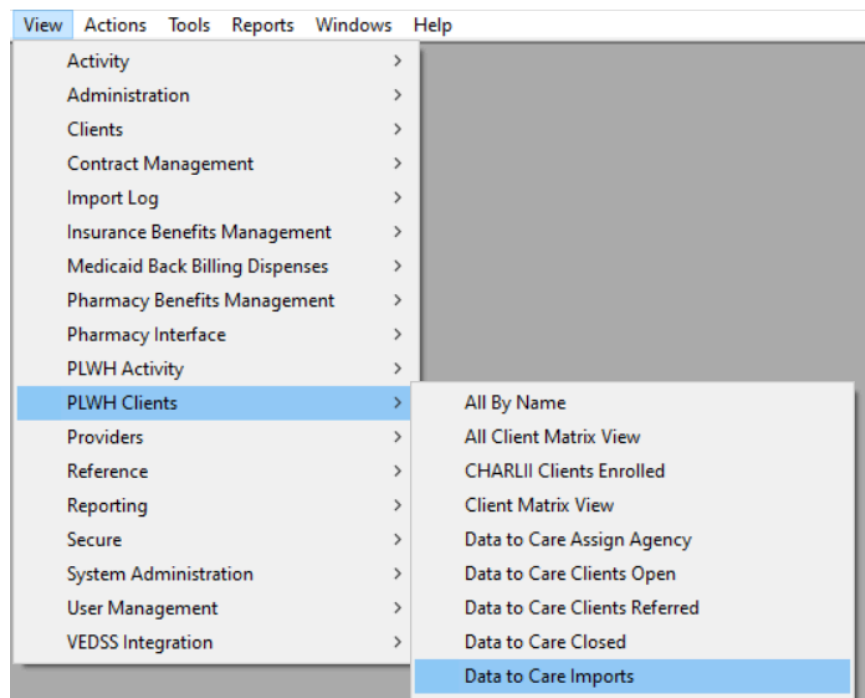 View Actions Tools Reports Windows Help
Activity
Administration
Clients
Contract Management
Import Log
Insurance Benefits Management
Medicaid Back Billing Dispenses
Pharmacy Benefits Management
Pharmacy Interface
PLWH Activity
PLWH Clients
Providers
Reference
Reporting
Secure
System Administration
User Management
VEDSS Integration
All By Name
All Client Matrix View
CHARLII Clients Enrolled
Client Matrix View
Data to Care Assign Agency
Data to Care Clients Open
Data to Care Clients Referred
Data to Care Closed
Data to Care Imports